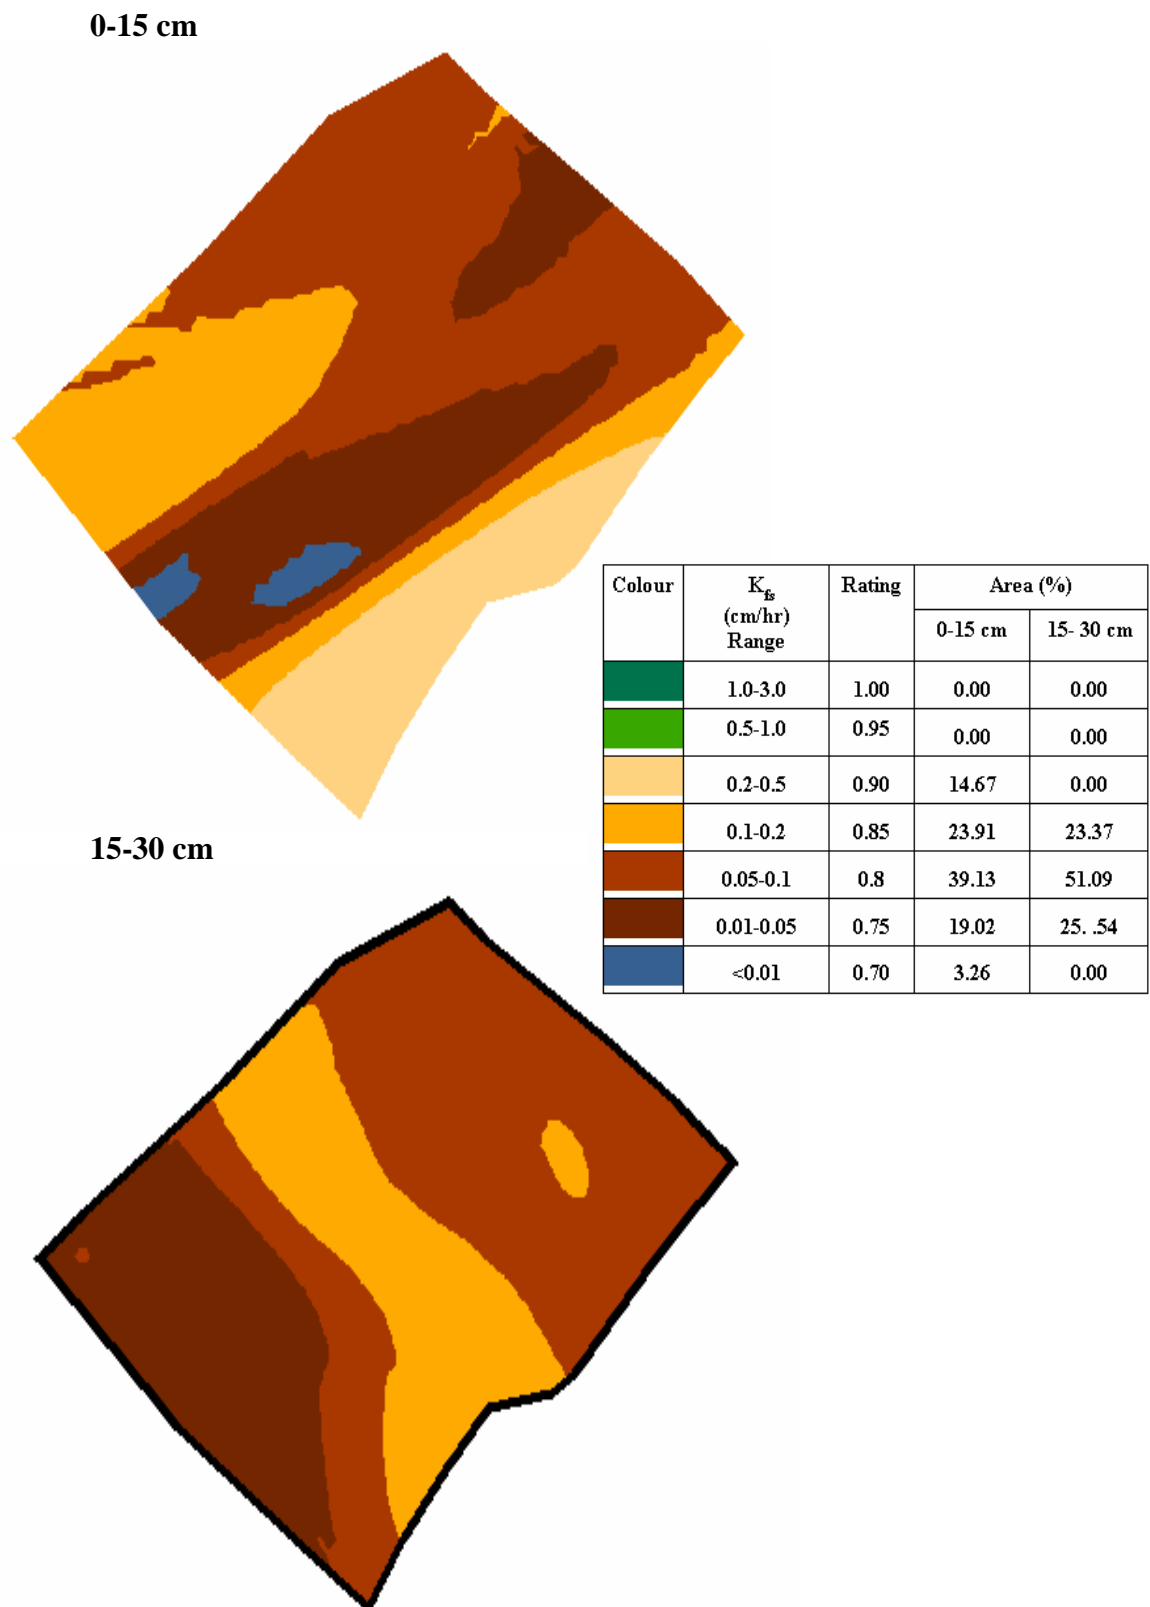 0-15 cm
Colour K_fs (cm/hr) Range Rating Area (%)
0-15 cm 15- 30 cm
1.0-3.0 1.00 0.00 0.00
0.5-1.0 0.95 0.00 0.00
0.2-0.5 0.90 14.67 0.00
0.1-0.2 0.85 23.91 23.37
0.05-0.1 0.8 39.13 51.09
0.01-0.05 0.75 19.02 25. .54
<0.01 0.70 3.26 0.00
15-30 cm